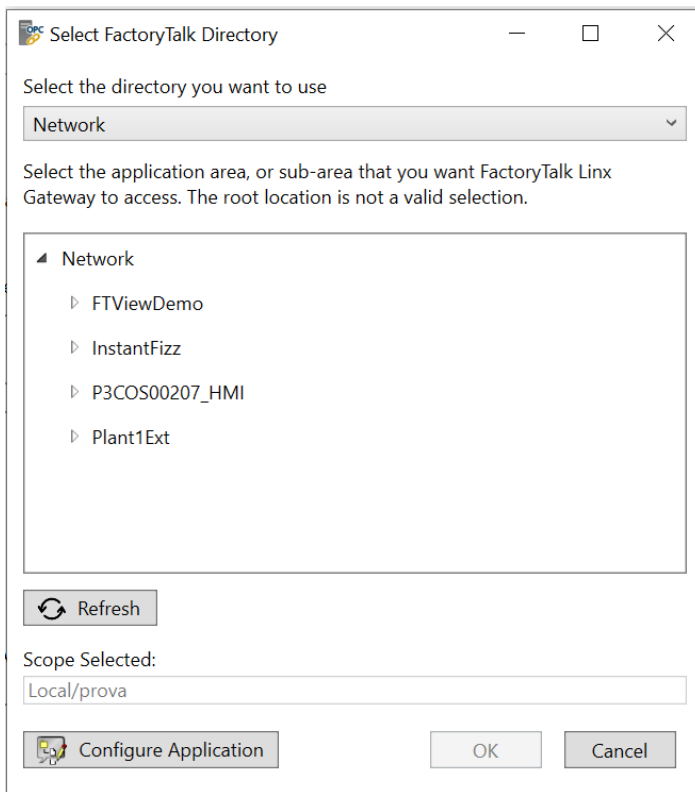 OPC
Select FactoryTalk Directory
Select the directory you want to use
Network
Select the application area, or sub-area that you want FactoryTalk Linx
Gateway to access. The root location is not a valid selection.
Network
FTViewDemo
InstantFizz
P3COS00207_HMI
Plant1Ext
Refresh
Scope Selected:
Local/prova
Configure Application
OK
Cancel